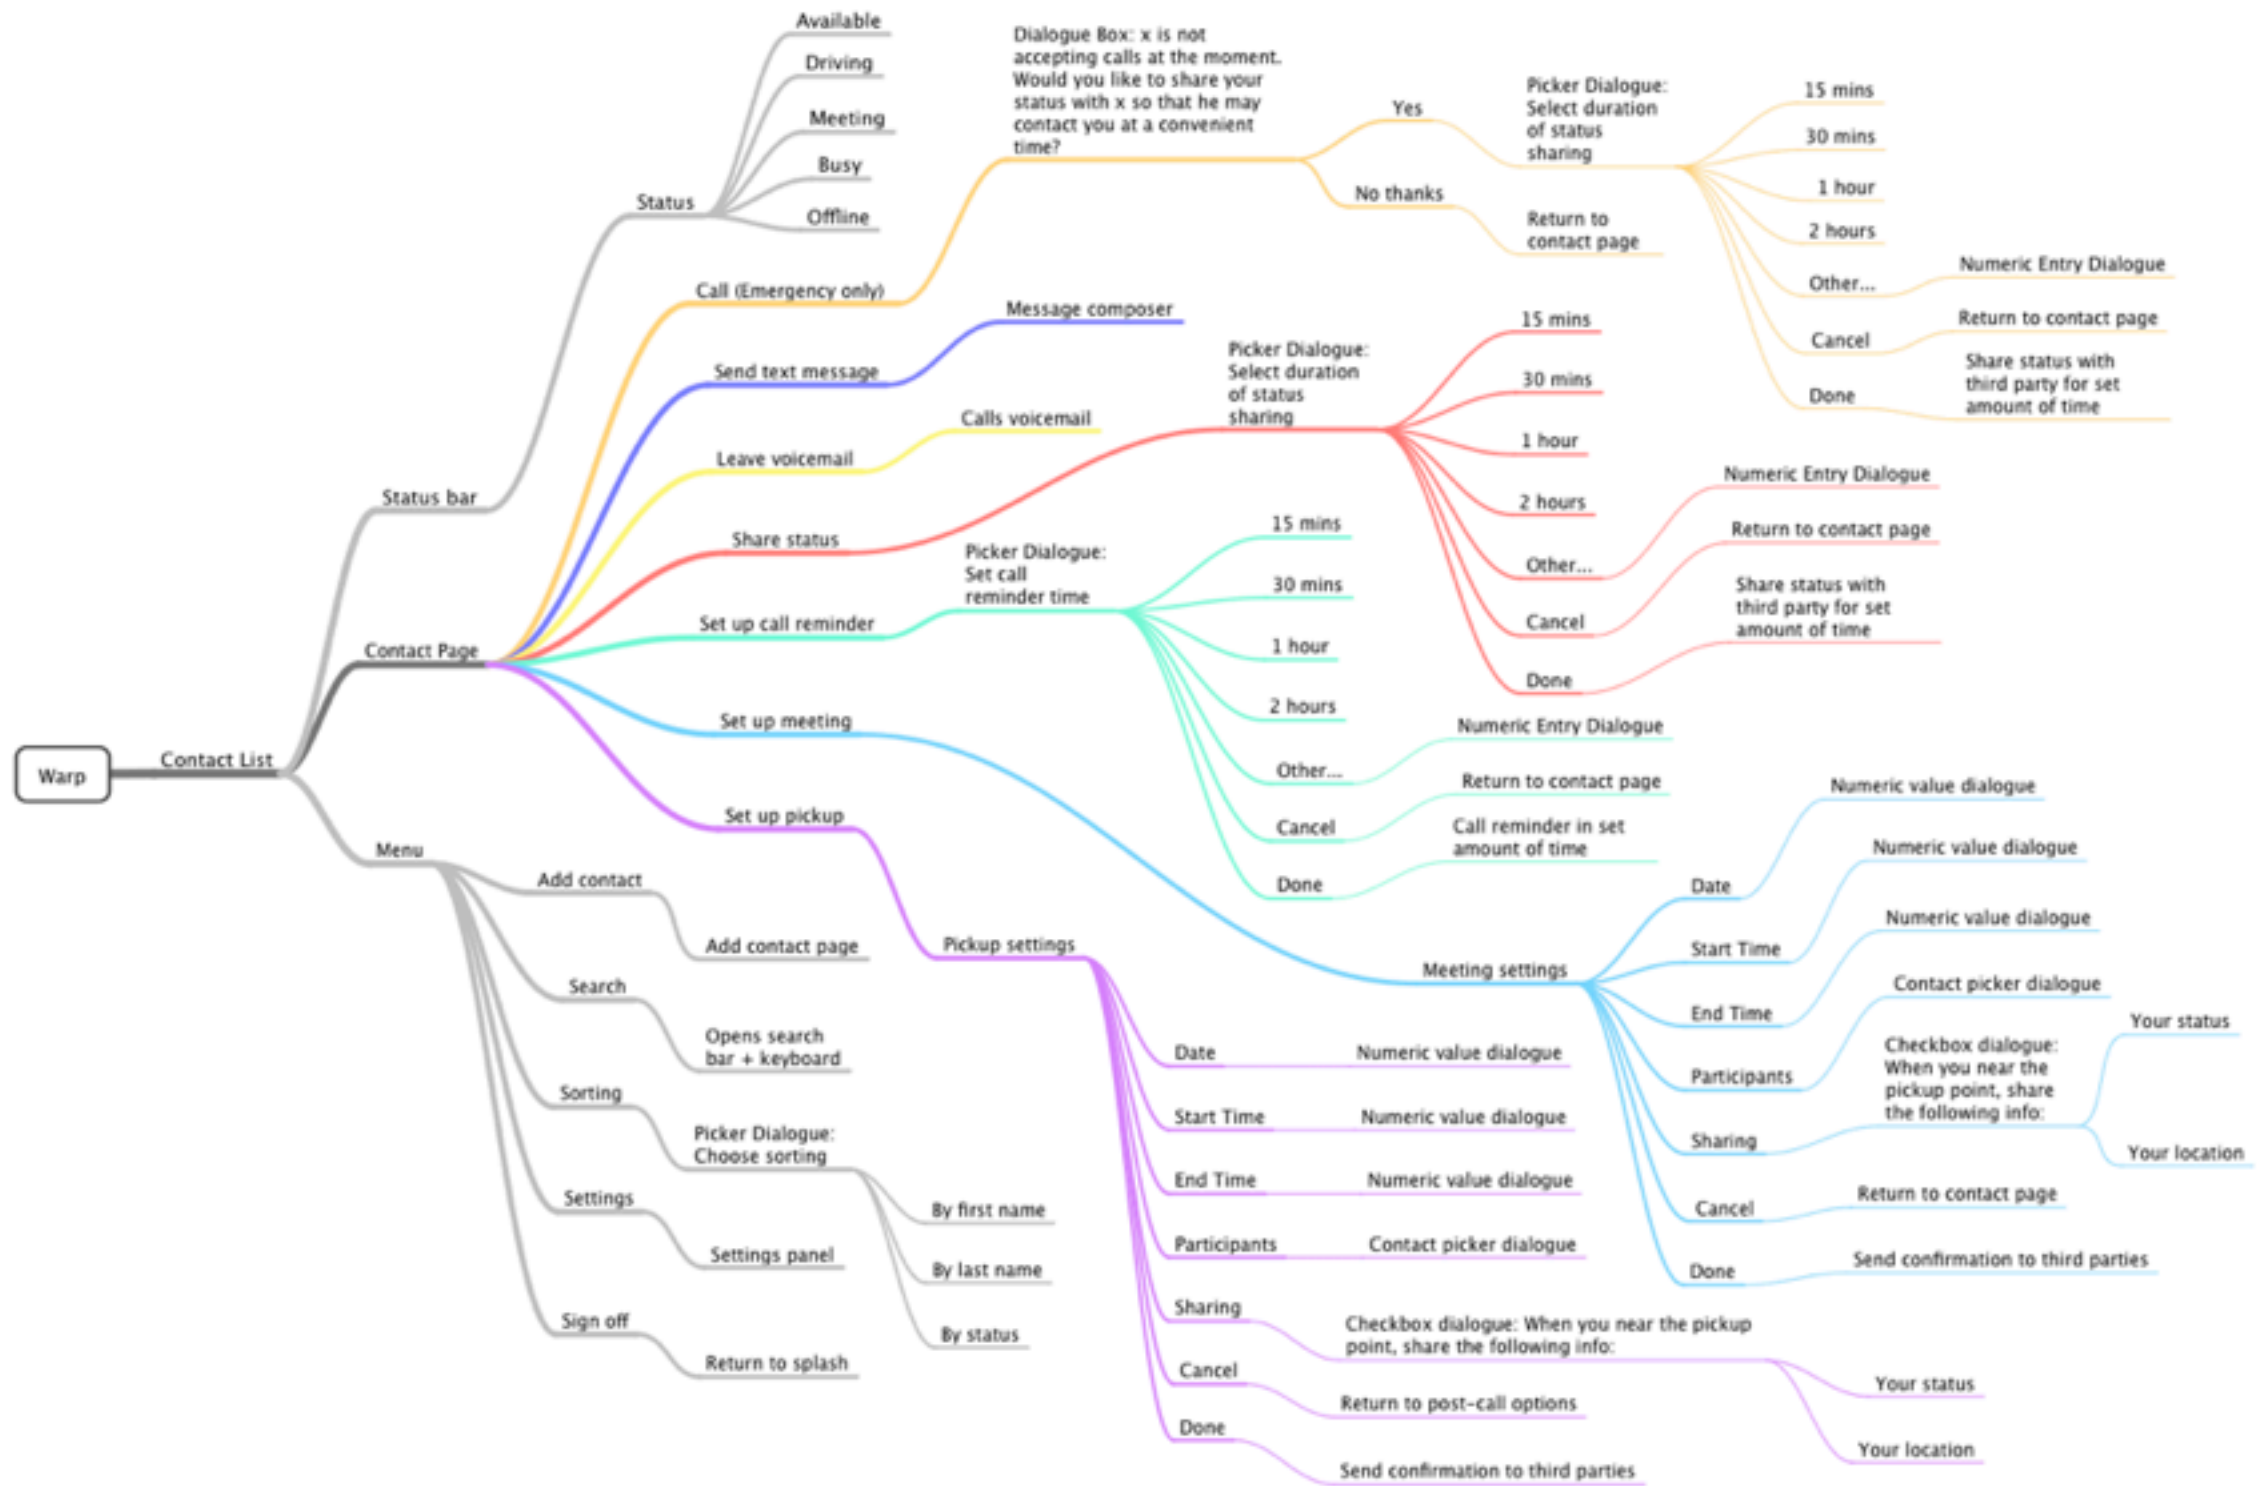 Warp
Contact List
Status bar
Status
Available
Driving
Meeting
Busy
Offline
Contact Page
Call (Emergency only)
Dialogue Box: x is not
accepting calls at the moment.
Would you like to share your
status with x so that he may
contact you at a convenient
time?
Yes
Picker Dialogue:
Select duration
of status
sharing
15 mins
30 mins
1 hour
2 hours
Other...
Numeric Entry Dialogue
Cancel
Return to contact page
Done
Share status with
third party for set
amount of time
No thanks
Return to
contact page
Send text message
Message composer
Leave voicemail
Calls voicemail
Share status
Picker Dialogue:
Select duration
of status
sharing
15 mins
30 mins
1 hour
2 hours
Other...
Numeric Entry Dialogue
Cancel
Return to contact page
Done
Share status with
third party for set
amount of time
Set up call reminder
Picker Dialogue:
Set call
reminder time
15 mins
30 mins
1 hour
2 hours
Other...
Numeric Entry Dialogue
Cancel
Return to contact page
Done
Call reminder in set
amount of time
Set up meeting
Meeting settings
Date
Numeric value dialogue
Start Time
Numeric value dialogue
End Time
Numeric value dialogue
Participants
Contact picker dialogue
Sharing
Checkbox dialogue:
When you near the
pickup point, share
the following info:
Your status
Your location
Cancel
Return to contact page
Done
Send confirmation to third parties
Set up pickup
Pickup settings
Date
Numeric value dialogue
Start Time
Numeric value dialogue
End Time
Numeric value dialogue
Participants
Contact picker dialogue
Sharing
Checkbox dialogue: When you near the pickup
point, share the following info:
Your status
Your location
Cancel
Return to post-call options
Done
Send confirmation to third parties
Menu
Add contact
Add contact page
Search
Opens search
bar + keyboard
Sorting
Picker Dialogue:
Choose sorting
By first name
By last name
By status
Settings
Settings panel
Sign off
Return to splash